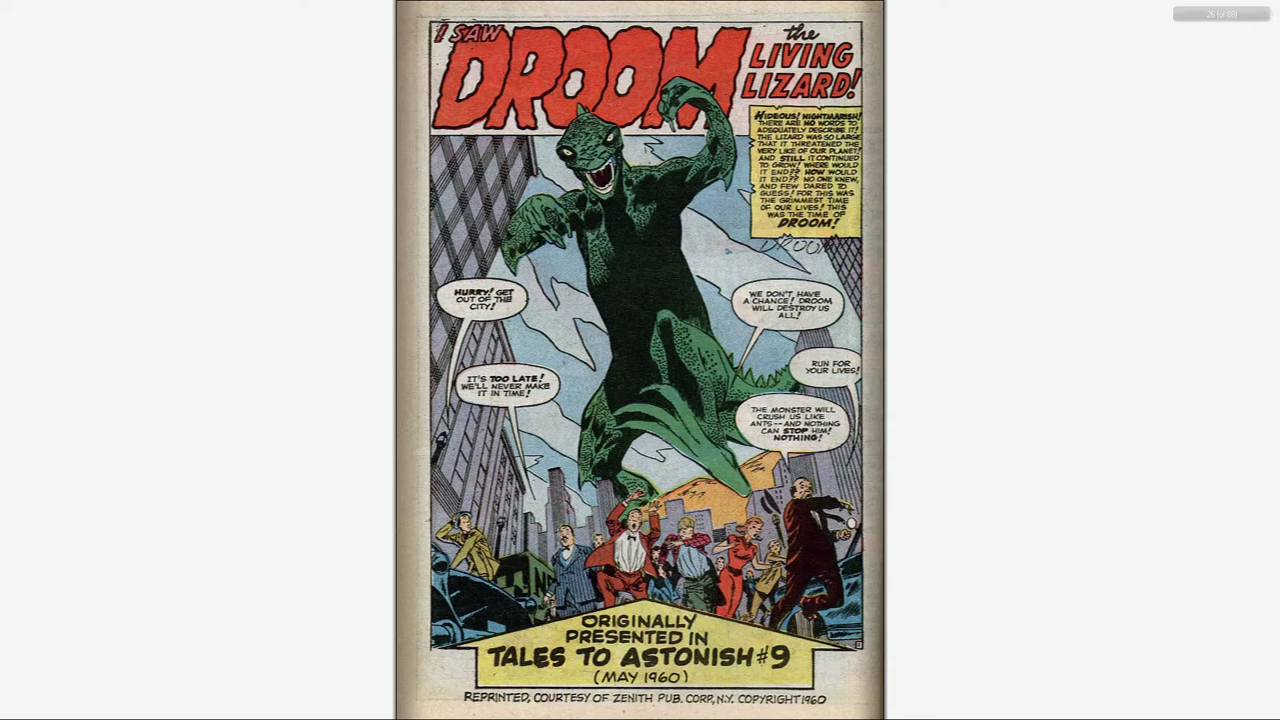 26 (of 88)
I SAW
DROOM
the
LIVING
LIZARD!
HIDEOUS! NIGHTMARISH!
THERE ARE NO WORDS TO
ADEQUATELY DESCRIBE IT!
THE LIZARD WAS SO LARGE
THAT IT THREATENED THE
VERY LIKE OF OUR PLANET!
AND STILL IT CONTINUED
TO GROW! WHERE WOULD
IT END?? HOW WOULD
IT END?? NO ONE KNEW,
AND FEW DARED TO
GUESS! FOR THIS WAS
THE GRIMMEST TIME
OF OUR LIVES! THIS
WAS THE TIME OF
DROOM!
DROOM
HURRY! GET
OUT OF THE
CITY!
WE DON'T HAVE
A CHANCE! DROOM
WILL DESTROY US
ALL!
IT'S TOO LATE!
WE'LL NEVER MAKE
IT IN TIME!
RUN FOR
YOUR LIVES!
THE MONSTER WILL
CRUSH US LIKE
ANTS--AND NOTHING
CAN STOP HIM!
NOTHING!
ORIGINALLY
PRESENTED IN
TALES TO ASTONISH #9
(MAY 1960)
REPRINTED, COURTESY OF ZENITH PUB. CORP., N.Y. COPYRIGHT 1960